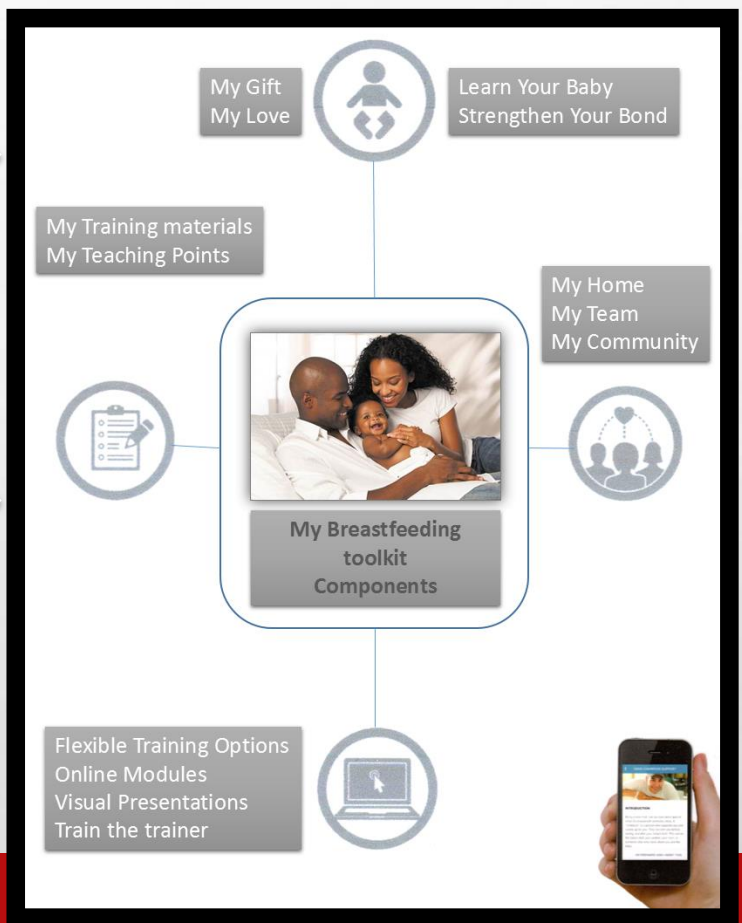 My Gift
My Love
Learn Your Baby
Strengthen Your Bond
My Training materials
My Teaching Points
My Home
My Team
My Community
My Breastfeeding
toolkit
Components
Flexible Training Options
Online Modules
Visual Presentations
Train the trainer
INTRODUCTION